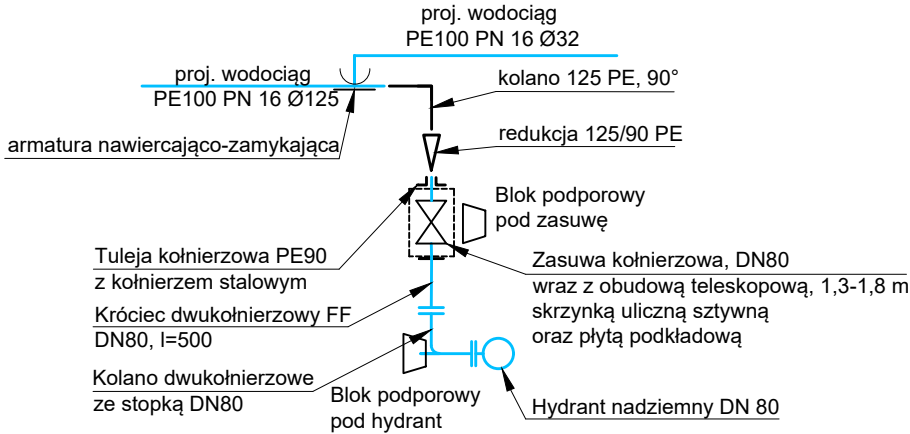 proj. wodociąg
PE100 PN 16 Ø32
proj. wodociąg
PE100 PN 16 Ø125
kolano 125 PE, 90°
armatura nawiercająco-zamykająca
redukcja 125/90 PE
Blok podporowy
pod zasuwę
Tuleja kołnierzowa PE90
z kołnierzem stalowym
Zasuwa kołnierzowa, DN80
wraz z obudową teleskopową, 1,3-1,8 m
skrzynką uliczną sztywną
oraz płytą podkładową
Króciec dwukołnierzowy FF
DN80, l=500
Kolano dwukołnierzowe
ze stopką DN80
Blok podporowy
pod hydrant
Hydrant nadziemny DN 80